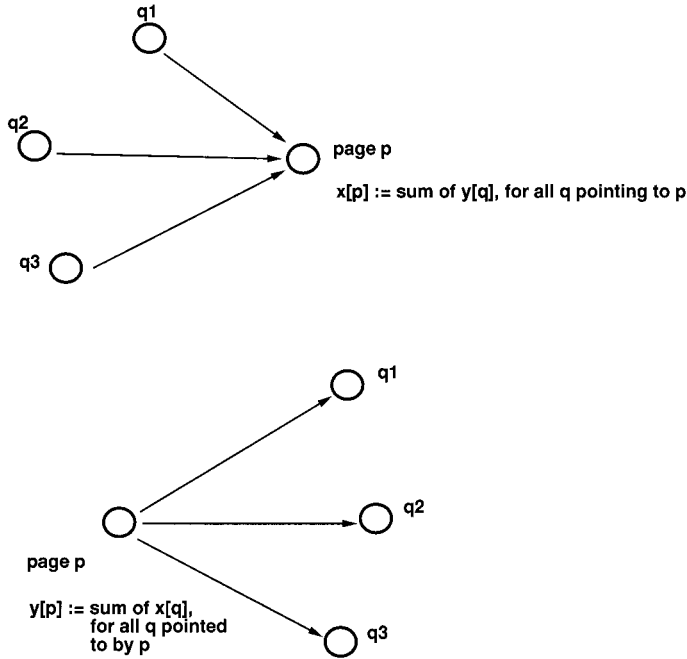 q1
q2
page p
x[p] := sum of y[q], for all q pointing to p
q3
q1
q2
page p
y[p] := sum of x[q],
for all q pointed
to by p
q3